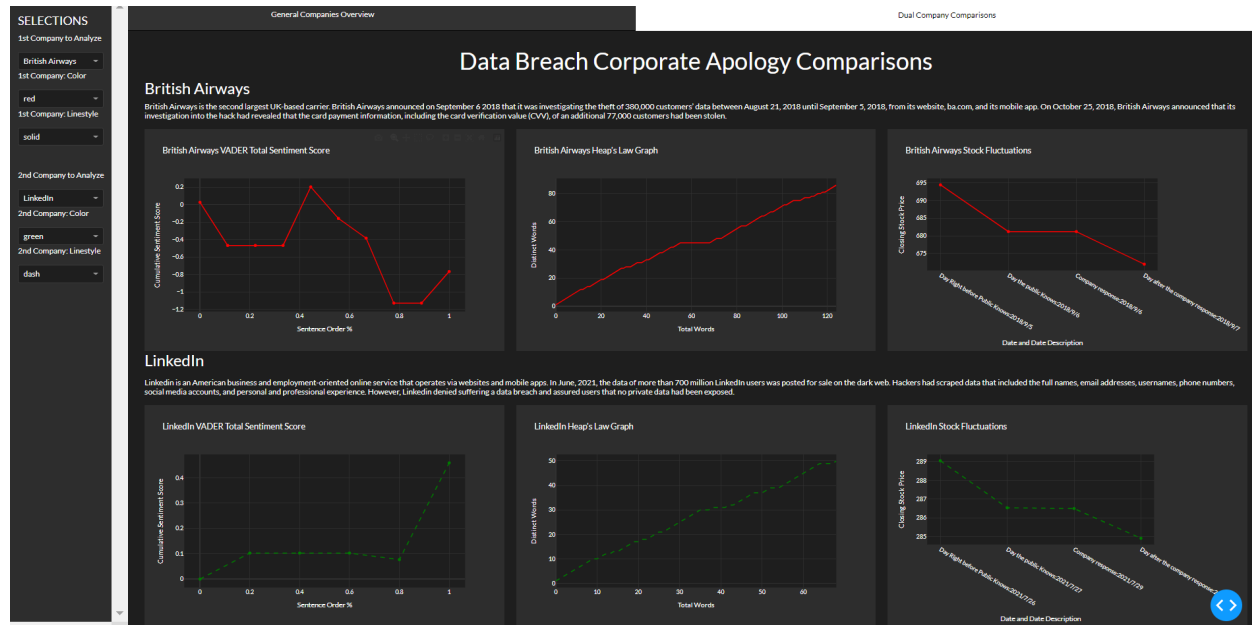 SELECTIONS
1st Company to Analyze
British Airways
1st Company: Color
red
1st Company: Linestyle
solid
2nd Company to Analyze
LinkedIn
2nd Company: Color
green
2nd Company: Linestyle
dash
General Companies Overview
Dual Company Comparisons
Data Breach Corporate Apology Comparisons
British Airways
British Airways is the second largest UK-based carrier. British Airways announced on September 6 2018 that it was investigating the theft of 380,000 customers' data between August 21, 2018 until September 5, 2018, from its website, ba.com, and its mobile app. On October 25, 2018, British Airways announced that its
investigation into the hack had revealed that the card payment information, including the card verification value (CVV), of an additional 77,000 customers had been stolen.
British Airways VADER Total Sentiment Score
Cumulative Sentiment Score
0.2
0
−0.2
−0.4
−0.6
−0.8
−1
−1.2
0 0.2 0.4 0.6 0.8 1
Sentence Order %
British Airways Heap's Law Graph
Distinct Words
80
60
40
20
0
0 20 40 60 80 100 120
Total Words
British Airways Stock Fluctuations
Closing Stock Price
695
690
685
680
675
Day Right before Public Knows:2018/9/5
Day the public Knows:2018/9/6
Company response:2018/9/6
Day after the company response:2018/9/7
Date and Date Description
LinkedIn
Linkedin is an American business and employment-oriented online service that operates via websites and mobile apps. In June, 2021, the data of more than 700 million LinkedIn users was posted for sale on the dark web. Hackers had scraped data that included the full names, email addresses, usernames, phone numbers,
social media accounts, and personal and professional experience. However, Linkedin denied suffering a data breach and assured users that no private data had been exposed.
LinkedIn VADER Total Sentiment Score
Cumulative Sentiment Score
0.4
0.3
0.2
0.1
0
0 0.2 0.4 0.6 0.8 1
Sentence Order %
LinkedIn Heap's Law Graph
Distinct Words
50
40
30
20
10
0
0 10 20 30 40 50 60
Total Words
LinkedIn Stock Fluctuations
Closing Stock Price
289
288
287
286
285
Day Right before Public Knows:2021/7/26
Day the public Knows:2021/7/27
Company response:2021/7/29
Day after the company response:
Date and Date Description